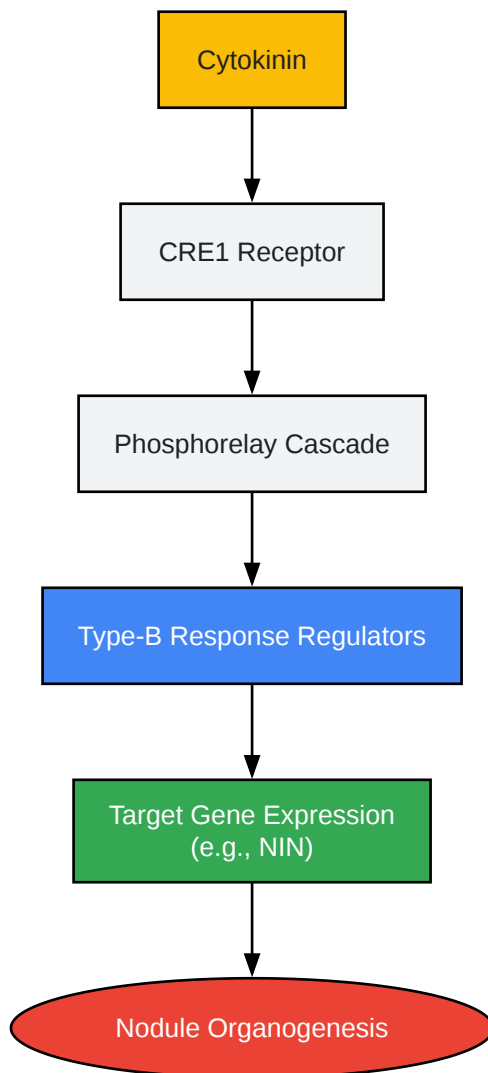 Cytokinin
CRE1 Receptor
Phosphorelay Cascade
Type-B Response Regulators
Target Gene Expression
(e.g., NIN)
Nodule Organogenesis